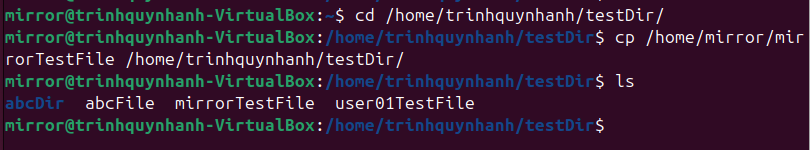 mirror@trinhquynhanh-VirtualBox:~$ cd /home/trinhquynhanh/testDir/
mirror@trinhquynhanh-VirtualBox:/home/trinhquynhanh/testDir$ cp /home/mirror/mir
rorTestFile /home/trinhquynhanh/testDir/
mirror@trinhquynhanh-VirtualBox:/home/trinhquynhanh/testDir$ ls
abcDir  abcFile  mirrorTestFile  user01TestFile
mirror@trinhquynhanh-VirtualBox:/home/trinhquynhanh/testDir$